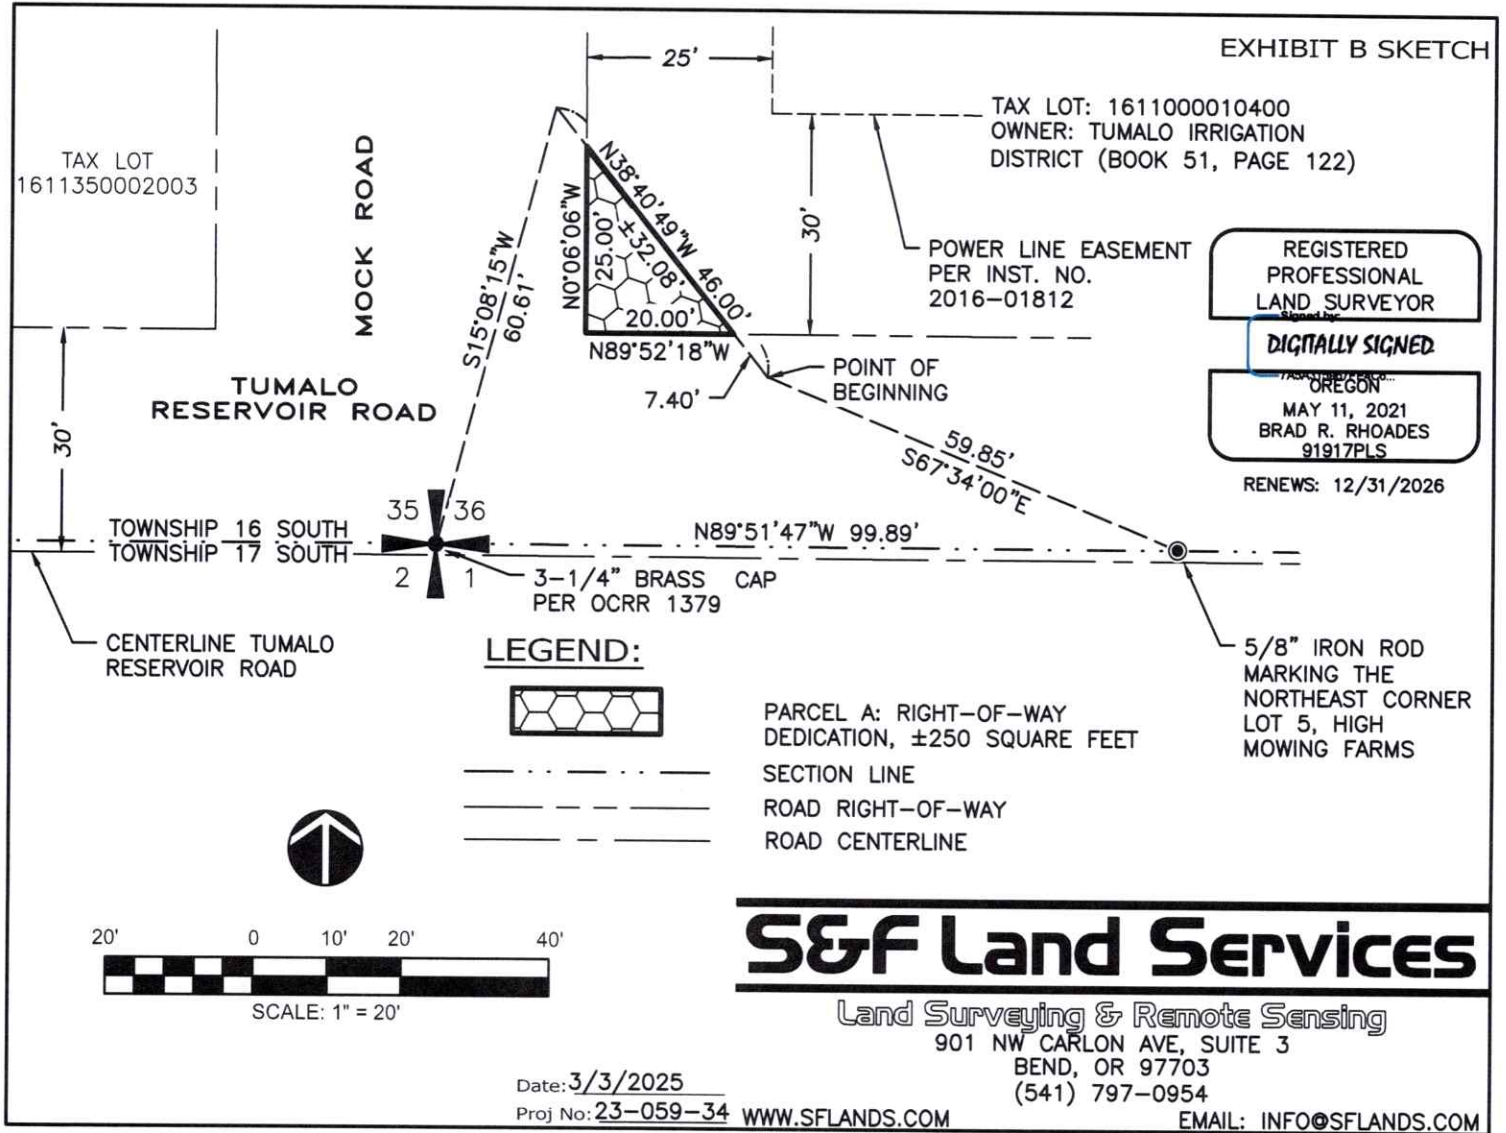 EXHIBIT B SKETCH
25'
TAX LOT: 1611000010400
OWNER: TUMALO IRRIGATION
DISTRICT (BOOK 51, PAGE 122)
TAX LOT
1611350002003
MOCK ROAD
N38°40'49"W 46.00'
±32.08'
N0°06'06"W
25.00'
20.00'
N89°52'18"W
S15°08'15"W
60.61'
30'
POWER LINE EASEMENT
PER INST. NO.
2016-01812
REGISTERED
PROFESSIONAL
LAND SURVEYOR
Signed by:
DIGITALLY SIGNED
OREGON
MAY 11, 2021
BRAD R. RHOADES
91917PLS
RENEWS: 12/31/2026
POINT OF
BEGINNING
7.40'
TUMALO
RESERVOIR ROAD
30'
59.85'
S67°34'00"E
35 36
2 1
TOWNSHIP 16 SOUTH
TOWNSHIP 17 SOUTH
N89°51'47"W 99.89'
3-1/4" BRASS CAP
PER OCRR 1379
CENTERLINE TUMALO
RESERVOIR ROAD
5/8" IRON ROD
MARKING THE
NORTHEAST CORNER
LOT 5, HIGH
MOWING FARMS
LEGEND:
PARCEL A: RIGHT-OF-WAY
DEDICATION, ±250 SQUARE FEET
SECTION LINE
ROAD RIGHT-OF-WAY
ROAD CENTERLINE
20' 0 10' 20' 40'
SCALE: 1" = 20'
S&F Land Services
Land Surveying & Remote Sensing
901 NW CARLON AVE, SUITE 3
BEND, OR 97703
(541) 797-0954
Date: 3/3/2025
Proj No: 23-059-34
WWW.SFLANDS.COM
EMAIL: INFO@SFLANDS.COM